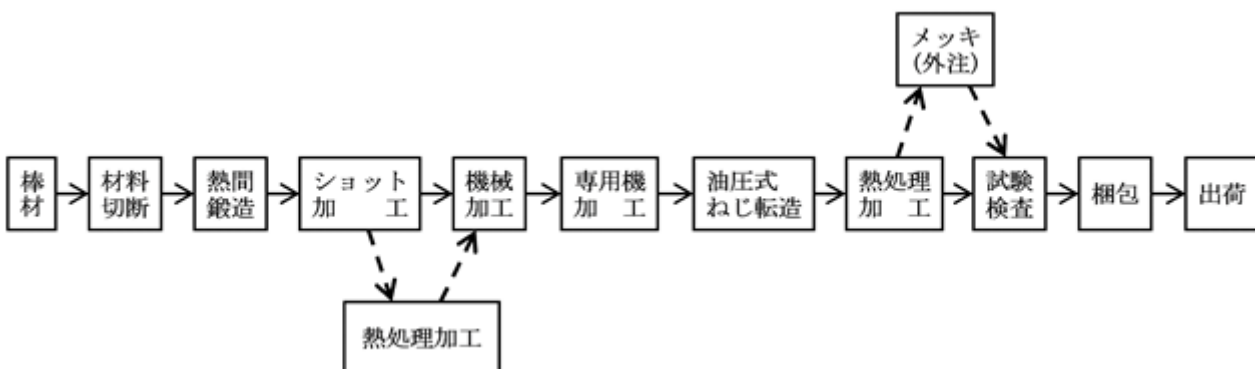 メッキ
(外注)
棒
材
材料
切断
熱間
鍛造
ショット
加　工
機械
加工
専用機
加　工
油圧式
ねじ転造
熱処理
加　工
試験
検査
梱包
出荷
熱処理加工